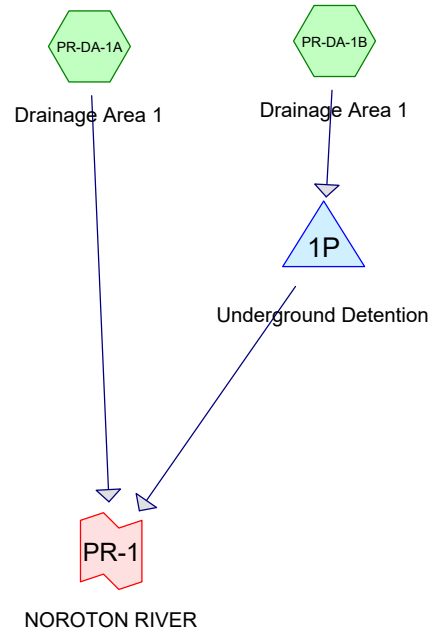 PR-DA-1A
PR-DA-1B
Drainage Area 1
Drainage Area 1
1P
Underground Detention
PR-1
NOROTON RIVER